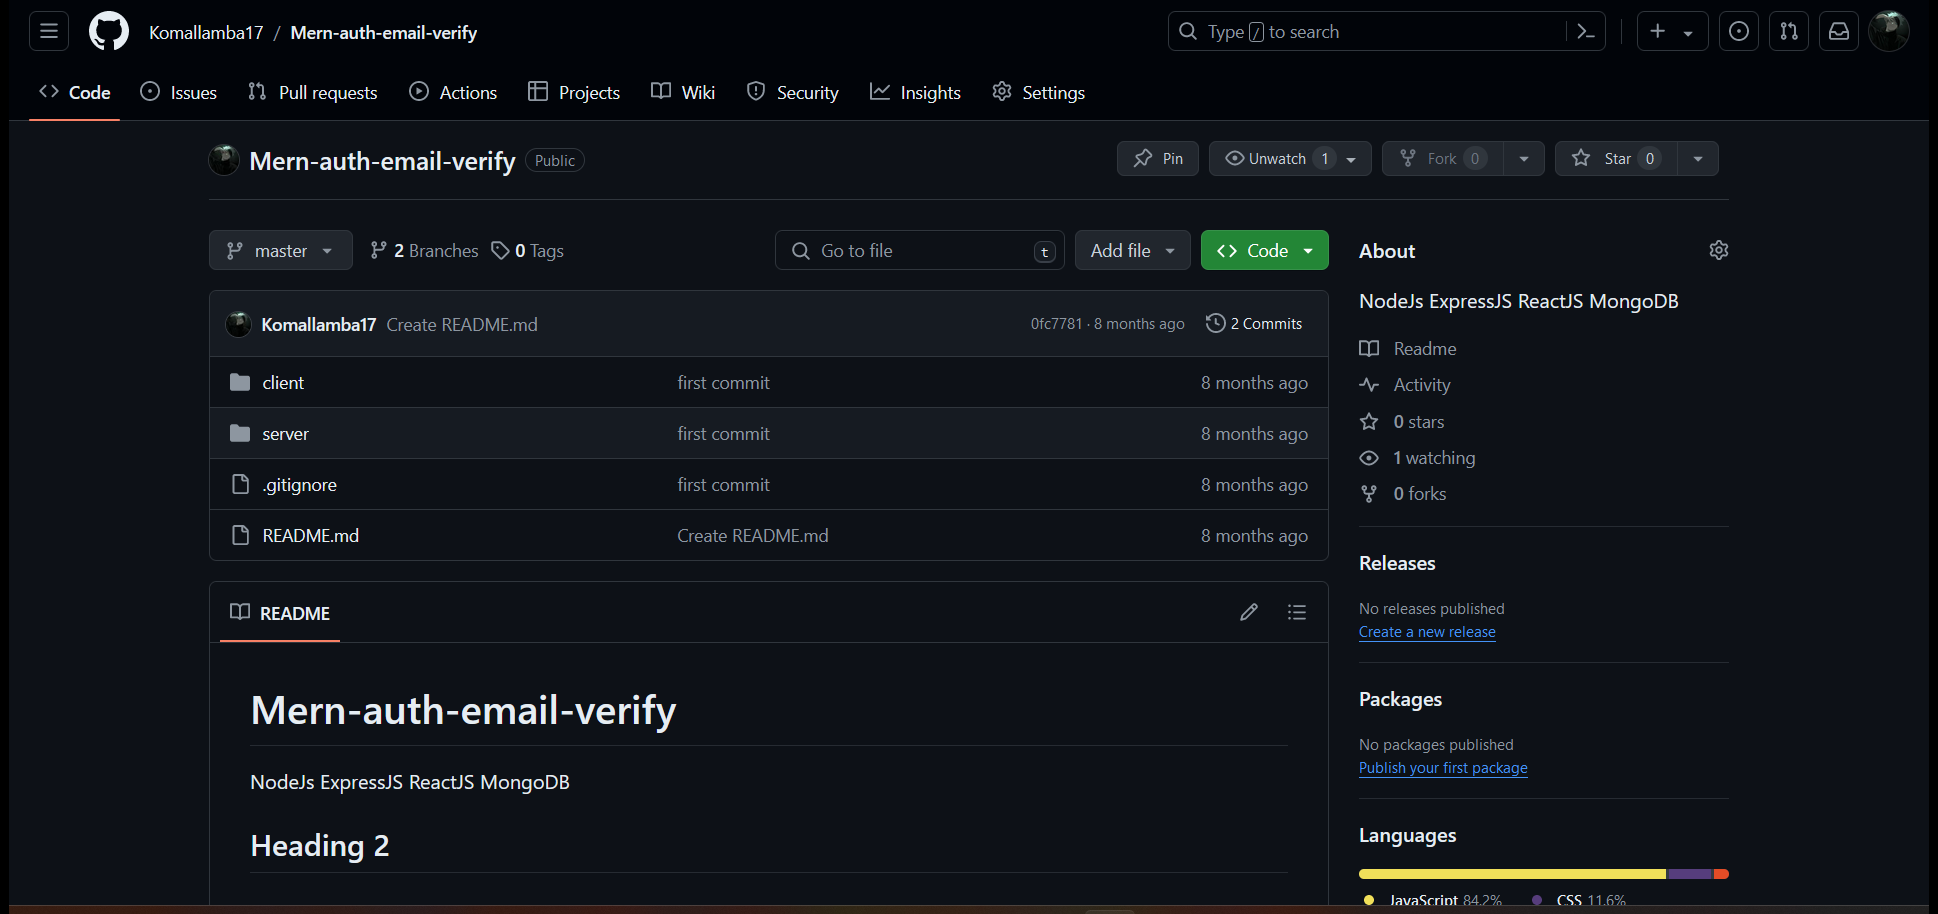 Komallamba17 / Mern-auth-email-verify
Type / to search
Code Issues Pull requests Actions Projects Wiki Security Insights Settings
Mern-auth-email-verify Public
Pin Unwatch 1 Fork 0 Star 0
master 2 Branches 0 Tags
Go to file t Add file Code
Komallamba17 Create README.md 0fc7781 · 8 months ago 2 Commits
client first commit 8 months ago
server first commit 8 months ago
.gitignore first commit 8 months ago
README.md Create README.md 8 months ago
README
Mern-auth-email-verify
NodeJs ExpressJS ReactJS MongoDB
Heading 2
About
NodeJs ExpressJS ReactJS MongoDB
Readme
Activity
0 stars
1 watching
0 forks
Releases
No releases published
Create a new release
Packages
No packages published
Publish your first package
Languages
JavaScript 84.2% CSS 11.6%